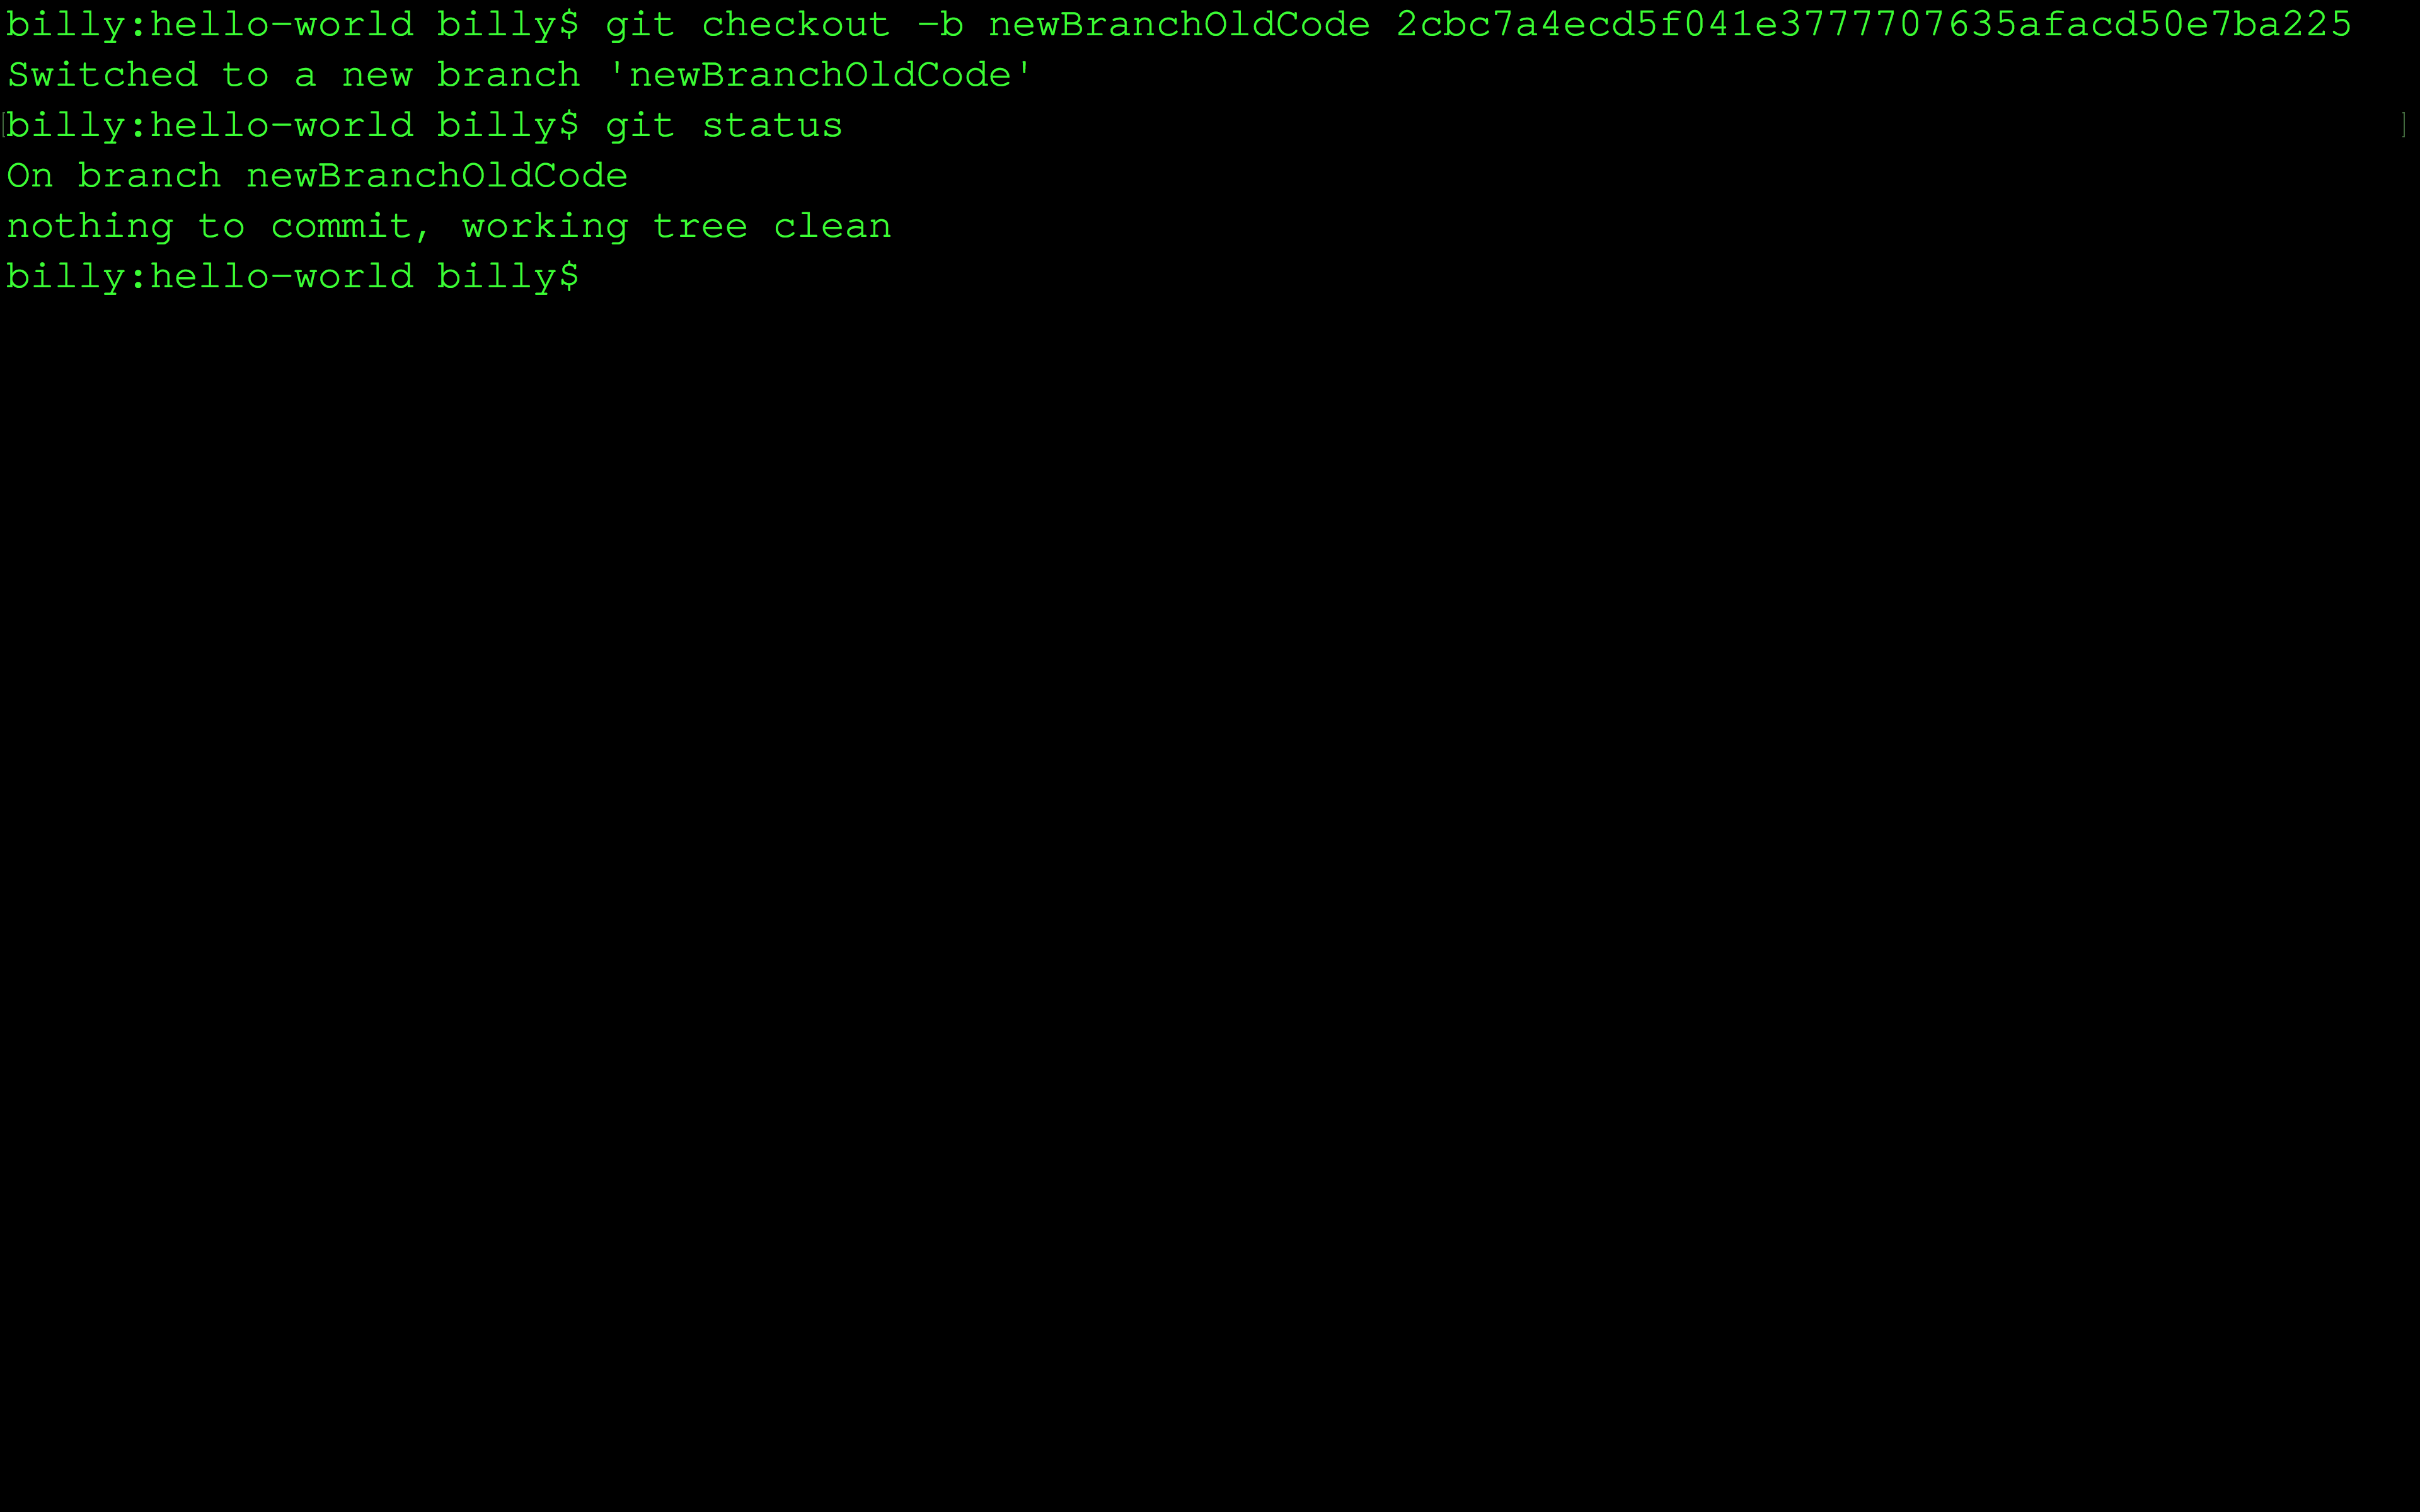 billy:hello-world billy$ git checkout -b newBranchOldCode 2cbc7a4ecd5f041e3777707635afacd50e7ba225
Switched to a new branch 'newBranchOldCode'
[billy:hello-world billy$ git status ]
On branch newBranchOldCode
nothing to commit, working tree clean
billy:hello-world billy$